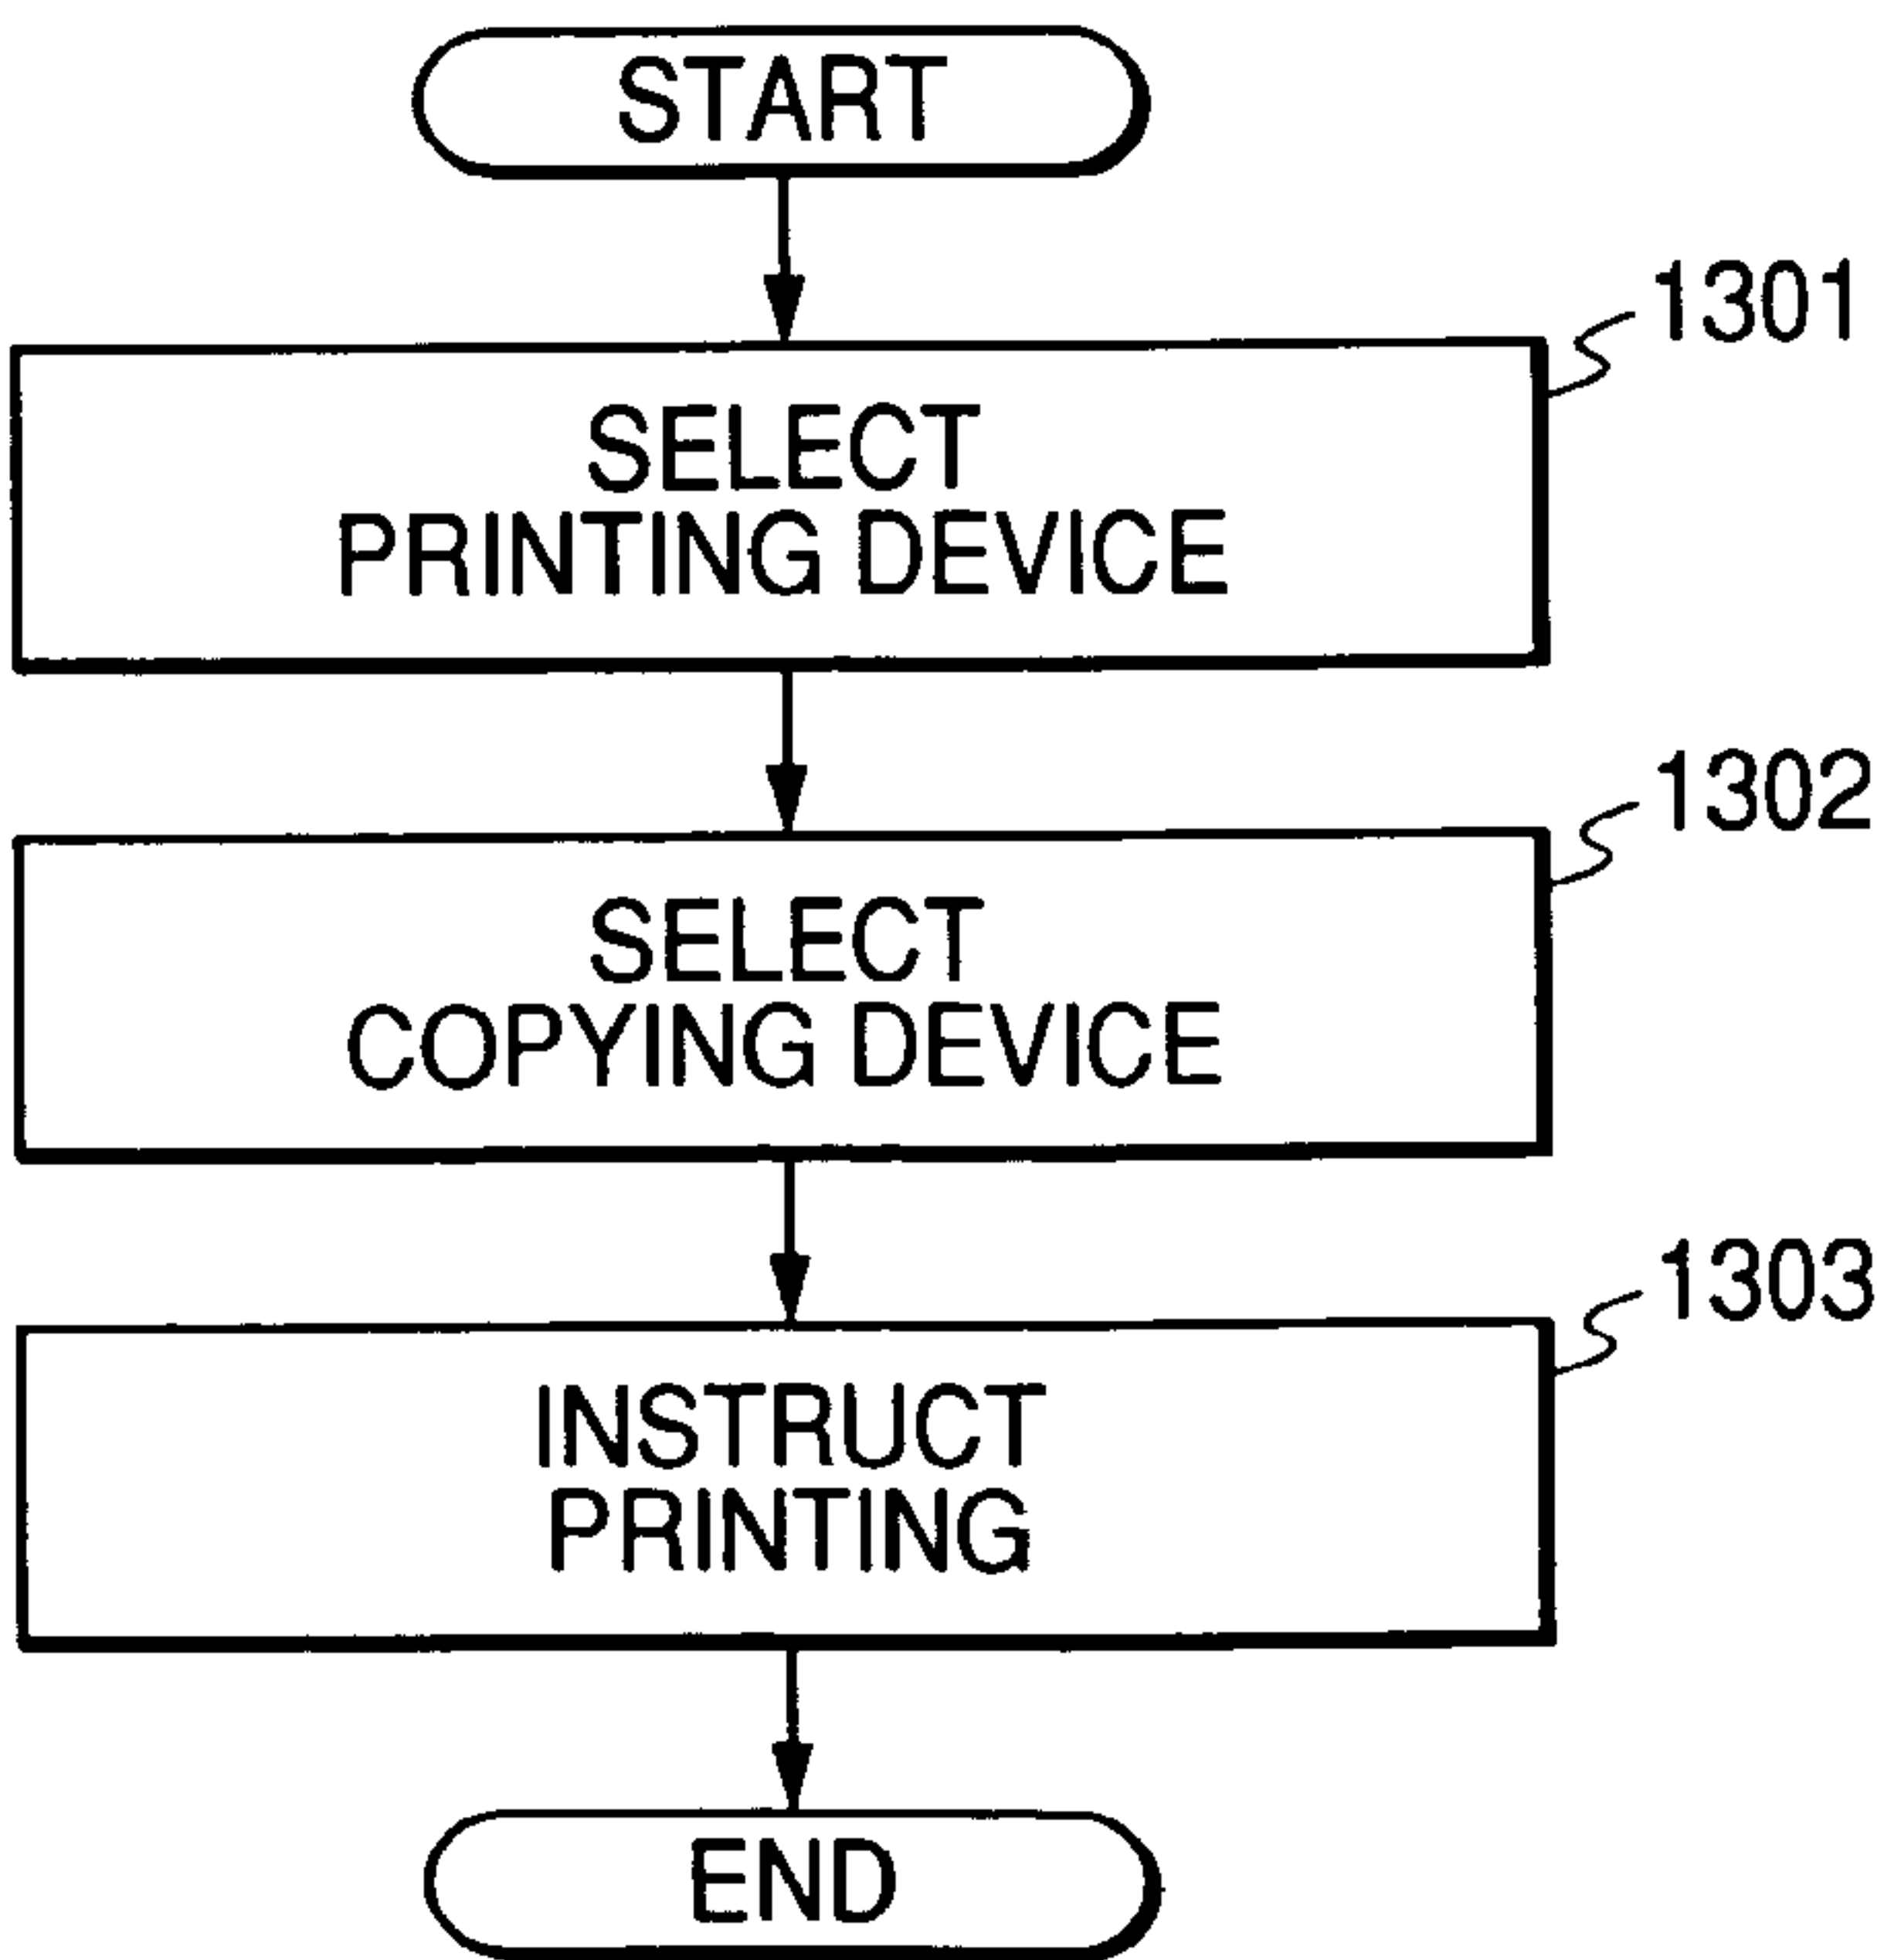 START
1301
SELECT
PRINTING DEVICE
1302
SELECT
COPYING DEVICE
1303
INSTRUCT
PRINTING
END